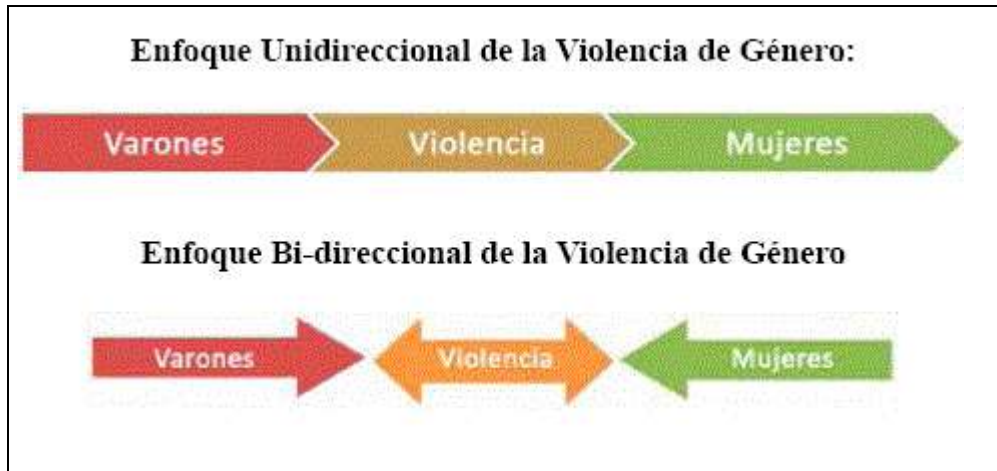 Enfoque Unidireccional de la Violencia de Género:
Varones Violencia Mujeres
Enfoque Bi-direccional de la Violencia de Género
Varones Violencia Mujeres